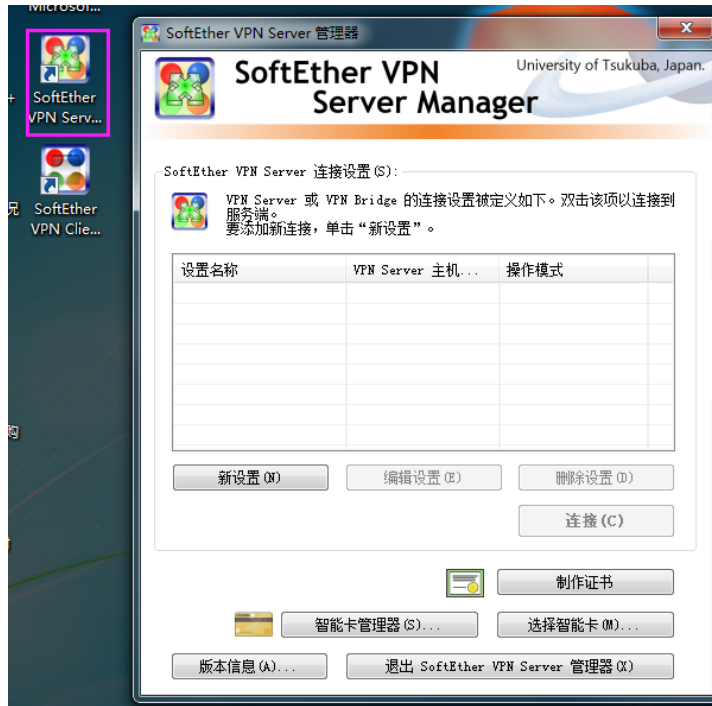 Microsof...
SoftEther VPN Server 管理器
SoftEther
VPN Serv...
SoftEther
VPN Clie...
SoftEther VPN
Server Manager
University of Tsukuba, Japan.
SoftEther VPN Server 连接设置(S):
VPN Server 或 VPN Bridge 的连接设置被定义如下。双击该项以连接到
服务端。
要添加新连接，单击“新设置”。
设置名称 VPN Server 主机... 操作模式
新设置(N) 编辑设置(E) 删除设置(D)
连接(C)
制作证书
智能卡管理器(S)... 选择智能卡(M)...
版本信息(A)... 退出 SoftEther VPN Server 管理器(X)